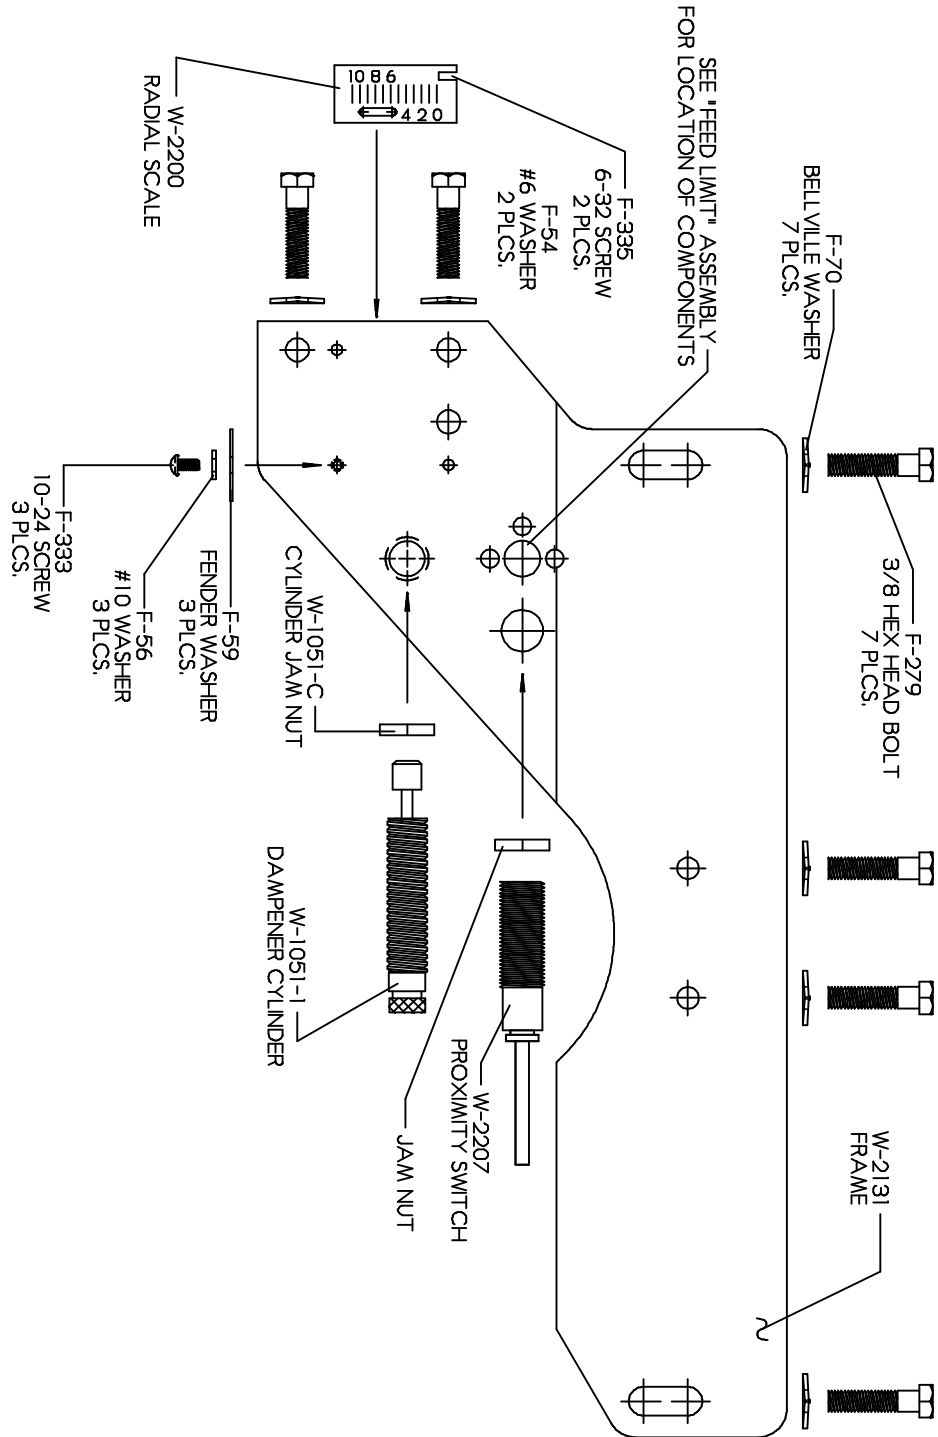 SEE "FEED LIMIT" ASSEMBLY
FOR LOCATION OF COMPONENTS
F-70
BELLVILLE WASHER
7 PLCS.
F-279
3/8 HEX HEAD BOLT
7 PLCS.
W-2131
FRAME
F-335
6-32 SCREW
2 PLCS.
F-54
#6 WASHER
2 PLCS.
10 8 6
4 2 0
W-2200
RADIAL SCALE
W-1051-C
CYLINDER JAM NUT
W-2207
PROXIMITY SWITCH
JAM NUT
W-1051-1
DAMPENER CYLINDER
F-59
FENDER WASHER
3 PLCS.
F-56
#10 WASHER
3 PLCS.
F-333
10-24 SCREW
3 PLCS.